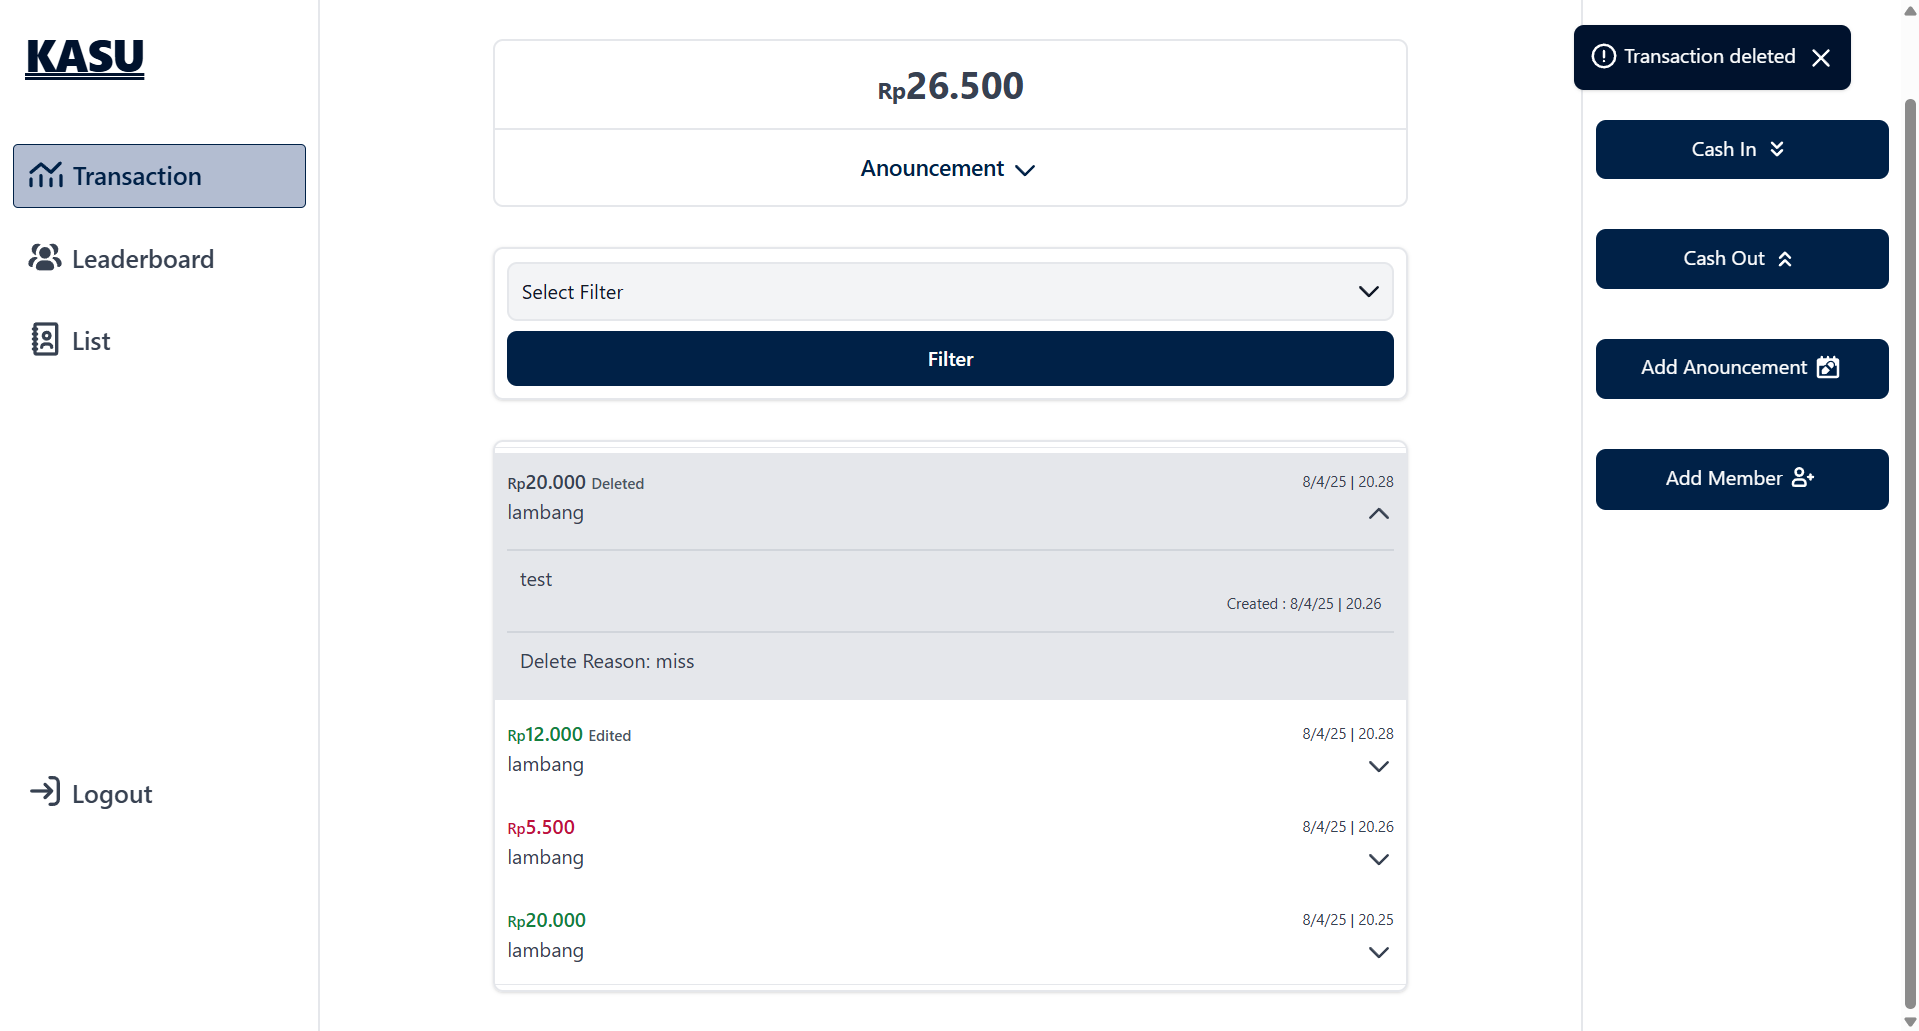 KASU
Transaction
Leaderboard
List
Logout
Rp26.500
Anouncement
Select Filter
Filter
Rp20.000 Deleted 8/4/25 | 20.28
lambang
test
Created : 8/4/25 | 20.26
Delete Reason: miss
Rp12.000 Edited 8/4/25 | 20.28
lambang
Rp5.500 8/4/25 | 20.26
lambang
Rp20.000 8/4/25 | 20.25
lambang
Transaction deleted
Cash In
Cash Out
Add Anouncement
Add Member